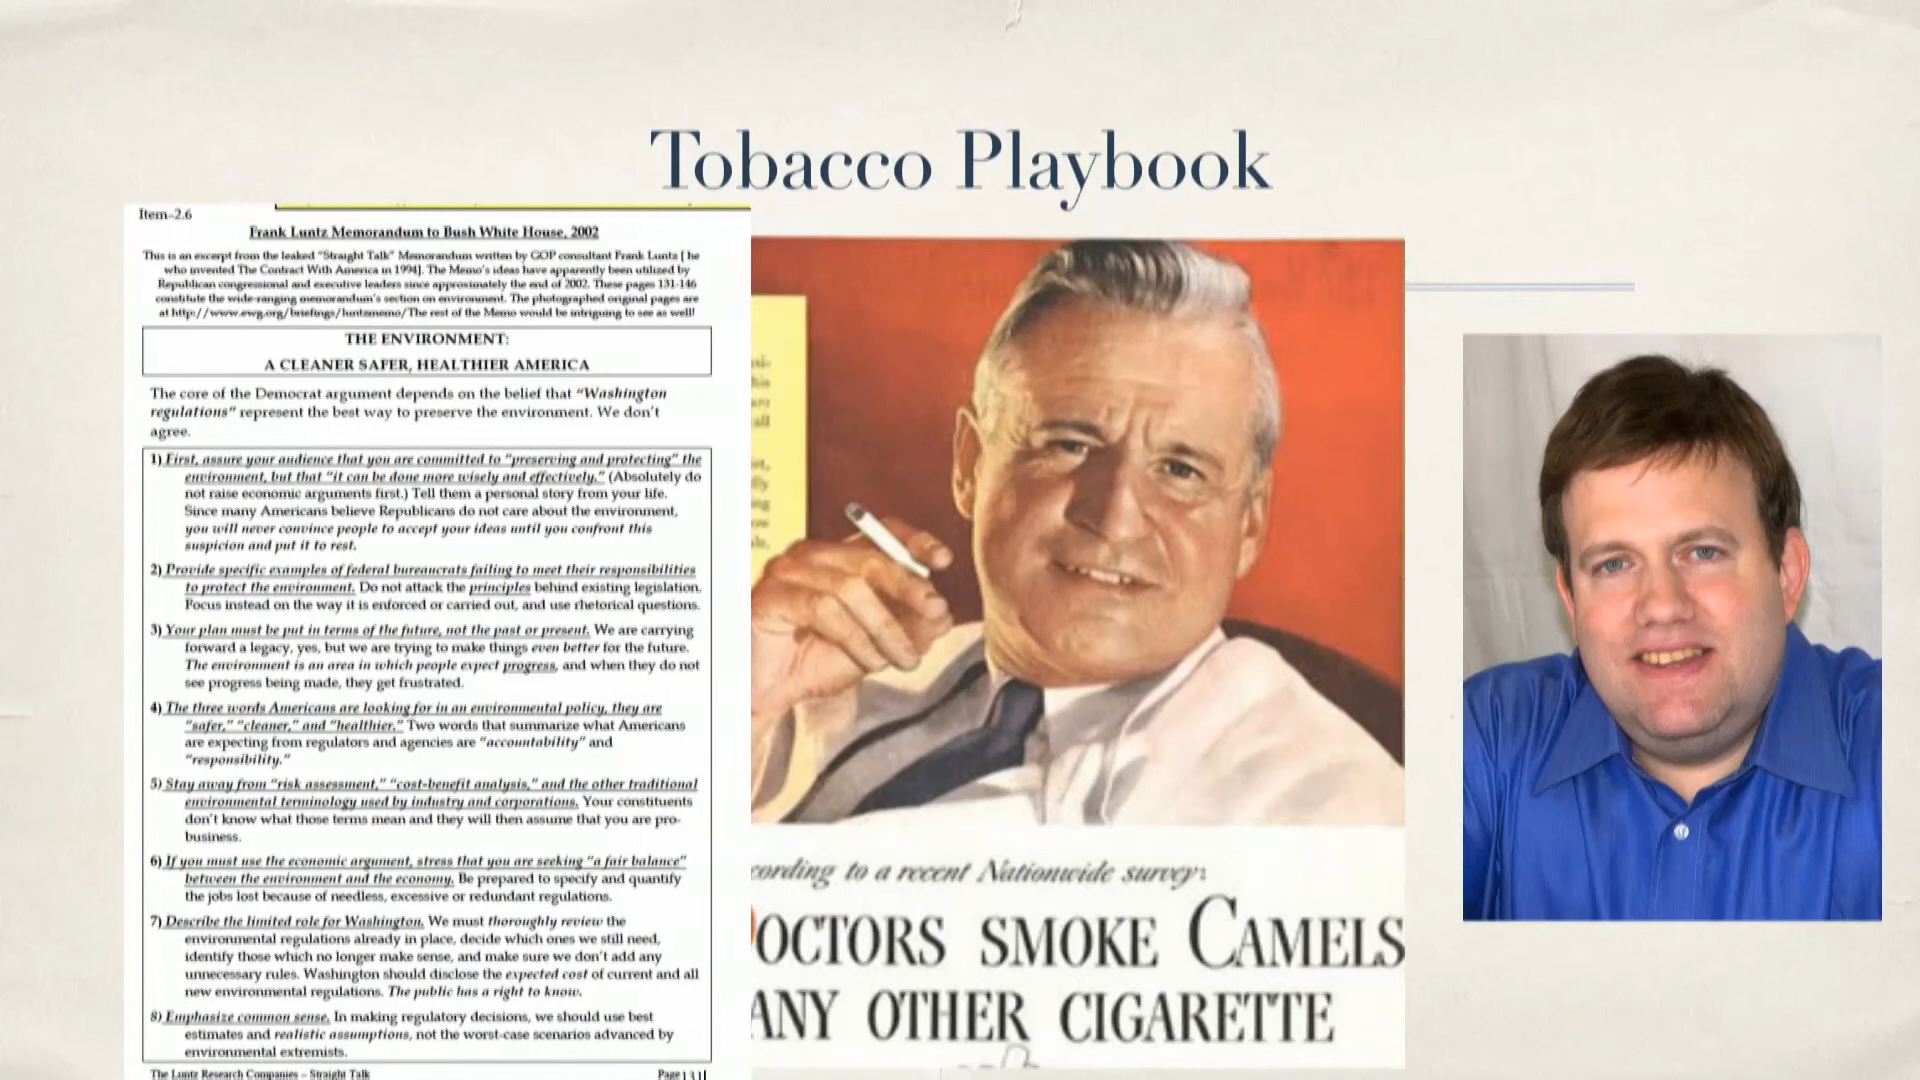 Tobacco Playbook
Item-2.6
Frank Luntz Memorandum to Bush White House, 2002
This is an excerpt from the leaked "Straight Talk" Memorandum written by GOP consultant Frank Luntz [ he
who invented The Contract With America in 1994]. The Memo's ideas have apparently been utilized by
Republican congressional and executive leaders since approximately the end of 2002. These pages 131-146
constitute the wide-ranging memorandum's section on environment. The photographed original pages are
at http://www.ewg.org/briefings/luntzmemo/The rest of the Memo would be intriguing to see as well!
THE ENVIRONMENT:
A CLEANER SAFER, HEALTHIER AMERICA
The core of the Democrat argument depends on the belief that "Washington
regulations" represent the best way to preserve the environment. We don't
agree.
1) First, assure your audience that you are committed to "preserving and protecting" the
environment, but that "it can be done more wisely and effectively." (Absolutely do
not raise economic arguments first.) Tell them a personal story from your life.
Since many Americans believe Republicans do not care about the environment,
you will never convince people to accept your ideas until you confront this
suspicion and put it to rest.
2) Provide specific examples of federal bureaucrats failing to meet their responsibilities
to protect the environment. Do not attack the principles behind existing legislation.
Focus instead on the way it is enforced or carried out, and use rhetorical questions.
3) Your plan must be put in terms of the future, not the past or present. We are carrying
forward a legacy, yes, but we are trying to make things even better for the future.
The environment is an area in which people expect progress, and when they do not
see progress being made, they get frustrated.
4) The three words Americans are looking for in an environmental policy, they are
"safer," "cleaner," and "healthier." Two words that summarize what Americans
are expecting from regulators and agencies are "accountability" and
"responsibility."
5) Stay away from "risk assessment," "cost-benefit analysis," and the other traditional
environmental terminology used by industry and corporations. Your constituents
don't know what those terms mean and they will then assume that you are pro-
business.
6) If you must use the economic argument, stress that you are seeking "a fair balance"
between the environment and the economy. Be prepared to specify and quantify
the jobs lost because of needless, excessive or redundant regulations.
7) Describe the limited role for Washington. We must thoroughly review the
environmental regulations already in place, decide which ones we still need,
identify those which no longer make sense, and make sure we don't add any
unnecessary rules. Washington should disclose the expected cost of current and all
new environmental regulations. The public has a right to know.
8) Emphasize common sense. In making regulatory decisions, we should use best
estimates and realistic assumptions, not the worst-case scenarios advanced by
environmental extremists.
The Luntz Research Companies – Straight Talk Page 131
cording to a recent Nationwide survey:
OCTORS SMOKE CAMELS
ANY OTHER CIGARETTE